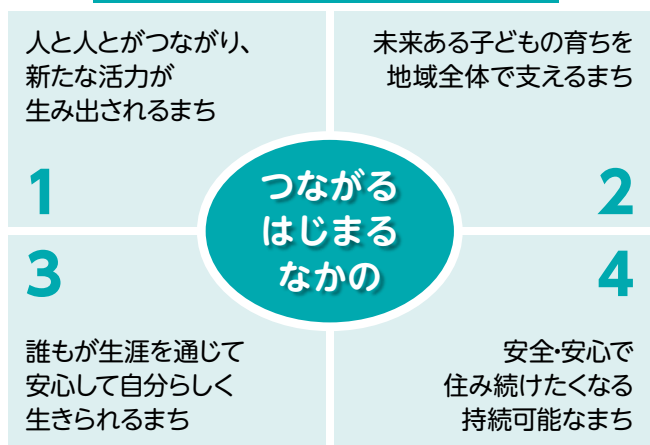 人と人とがつながり、
新たな活力が
生み出されるまち
1
未来ある子どもの育ちを
地域全体で支えるまち
2
つながる
はじまる
なかの
3
誰もが生涯を通じて
安心して自分らしく
生きられるまち
4
安全・安心で
住み続けたくなる
持続可能なまち